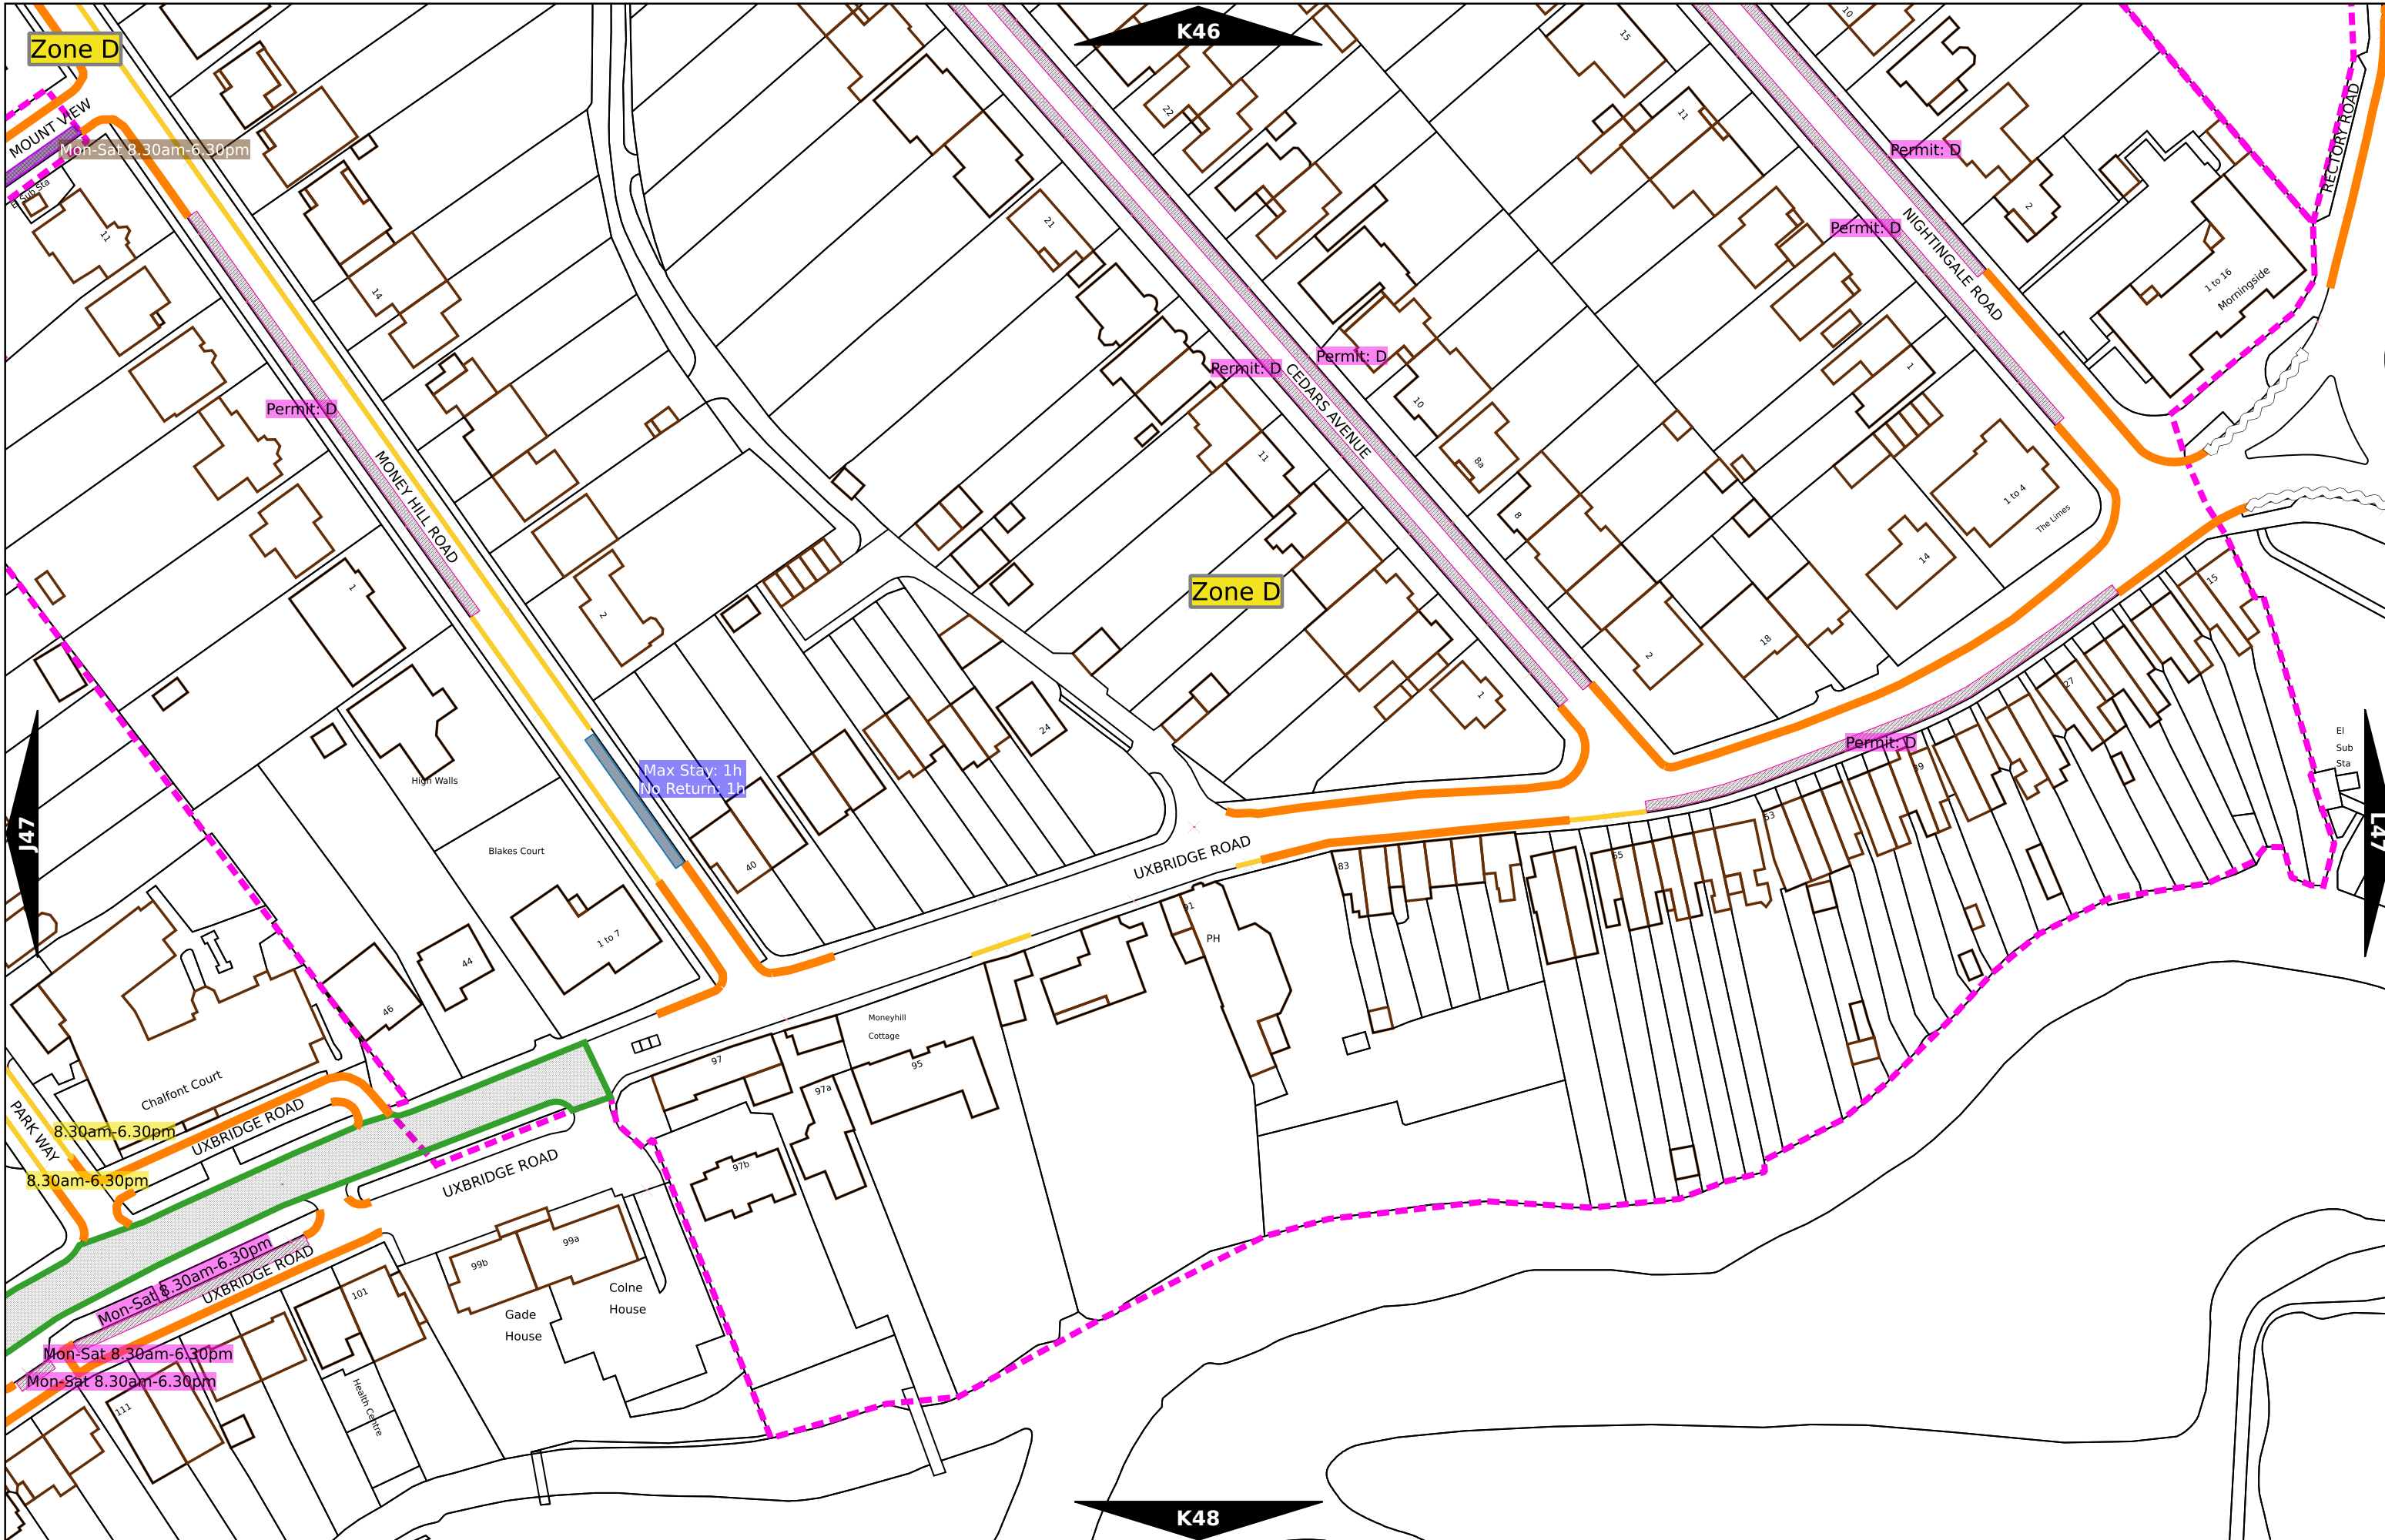 K46
Zone D
10
15
MOUNT VIEW
Mon-Sat 8.30am-6.30pm
RECTORY ROAD
22
11
Permit: D
El Sub Sta
11
21
2
Permit: D
NIGHTINGALE ROAD
14
1 to 16
Morningside
Permit: D
Permit: D
CEDARS AVENUE
1
Permit: D
10
MONEY HILL ROAD
11
8a
8
1 to 4
The Limes
14
1
2
Zone D
15
2
18
27
1
24
Permit: D
El
Sub
Sta
High Walls
Max Stay: 1h
No Return: 1h
39
53
J47
L47
Blakes Court
40
UXBRIDGE ROAD
83
65
91
PH
1 to 7
44
46
Moneyhill
Cottage
97
95
97a
Chalfont Court
PARK WAY
8.30am-6.30pm
UXBRIDGE ROAD
8.30am-6.30pm
UXBRIDGE ROAD
97b
Mon-Sat 8.30am-6.30pm
UXBRIDGE ROAD
99a
99b
Colne
House
Gade
House
101
Mon-Sat 8.30am-6.30pm
Mon-Sat 8.30am-6.30pm
111
Health Centre
K48